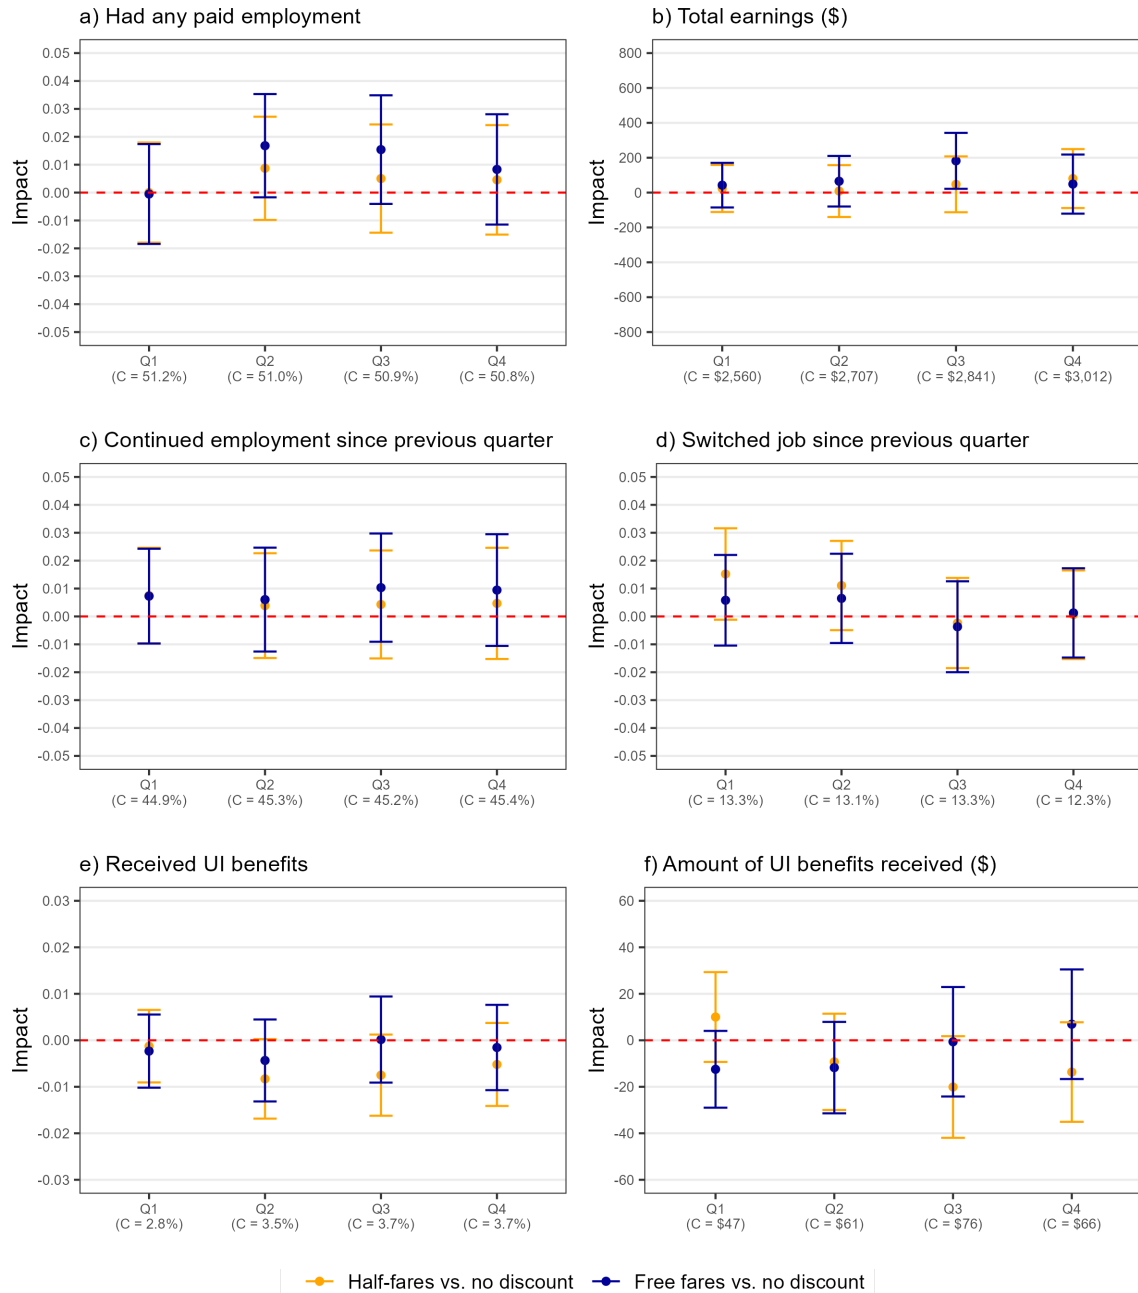 a) Had any paid employment
b) Total earnings ($)
0.05
0.04
0.03
0.02
0.01
0.00
-0.01
-0.02
-0.03
-0.04
-0.05
Impact
Q1 Q2 Q3 Q4
(C = 51.2%) (C = 51.0%) (C = 50.9%) (C = 50.8%)
800
600
400
200
0
-200
-400
-600
-800
Impact
Q1 Q2 Q3 Q4
(C = $2,560) (C = $2,707) (C = $2,841) (C = $3,012)
c) Continued employment since previous quarter
d) Switched job since previous quarter
0.05
0.04
0.03
0.02
0.01
0.00
-0.01
-0.02
-0.03
-0.04
-0.05
Impact
Q1 Q2 Q3 Q4
(C = 44.9%) (C = 45.3%) (C = 45.2%) (C = 45.4%)
0.05
0.04
0.03
0.02
0.01
0.00
-0.01
-0.02
-0.03
-0.04
-0.05
Impact
Q1 Q2 Q3 Q4
(C = 13.3%) (C = 13.1%) (C = 13.3%) (C = 12.3%)
e) Received UI benefits
f) Amount of UI benefits received ($)
0.03
0.02
0.01
0.00
-0.01
-0.02
-0.03
Impact
Q1 Q2 Q3 Q4
(C = 2.8%) (C = 3.5%) (C = 3.7%) (C = 3.7%)
60
40
20
0
-20
-40
-60
Impact
Q1 Q2 Q3 Q4
(C = $47) (C = $61) (C = $76) (C = $66)
Half-fares vs. no discount Free fares vs. no discount